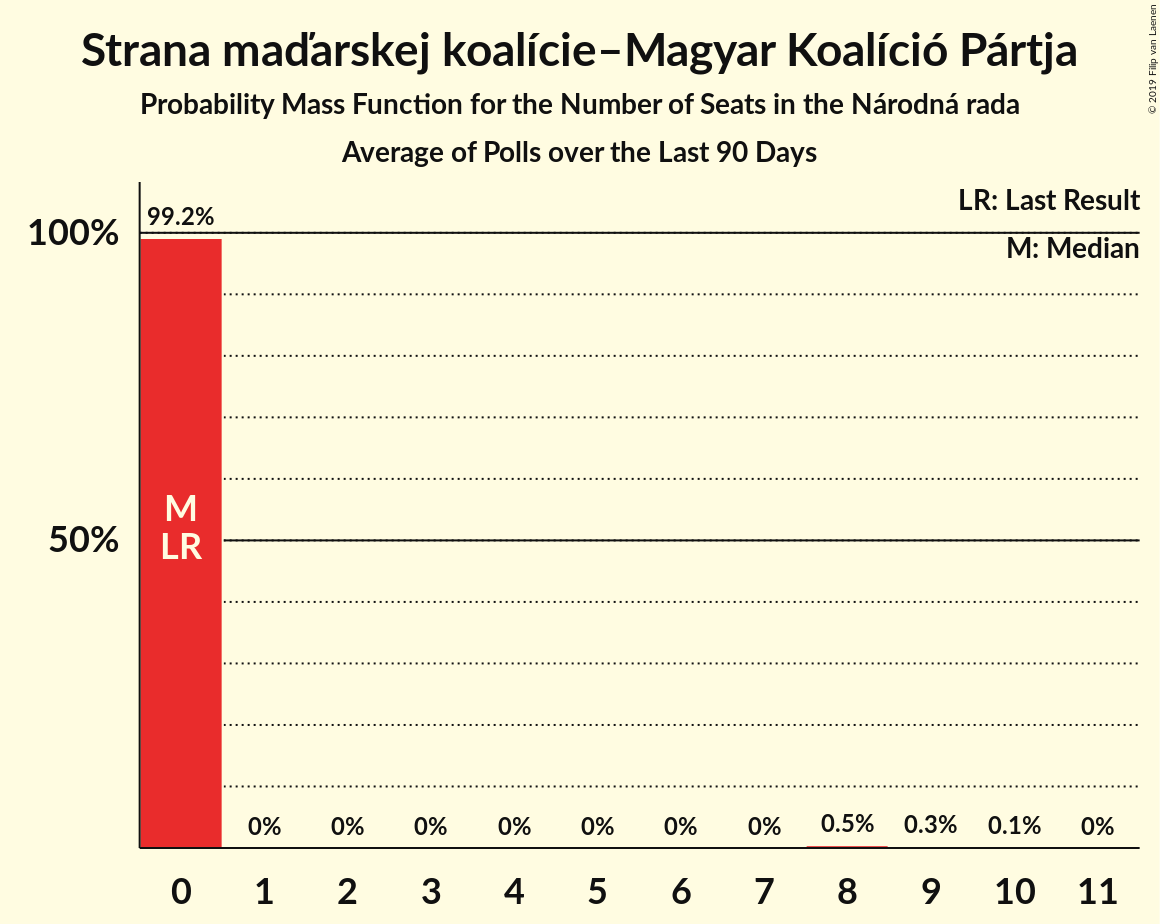 Strana maďarskej koalície–Magyar Koalíció Pártja
Probability Mass Function for the Number of Seats in the Národná rada
Average of Polls over the Last 90 Days
© 2019 Filip van Laenen
LR: Last Result
M: Median
100%
50%
99.2%
M
LR
0% 0% 0% 0% 0% 0% 0% 0.5% 0.3% 0.1% 0%
0 1 2 3 4 5 6 7 8 9 10 11